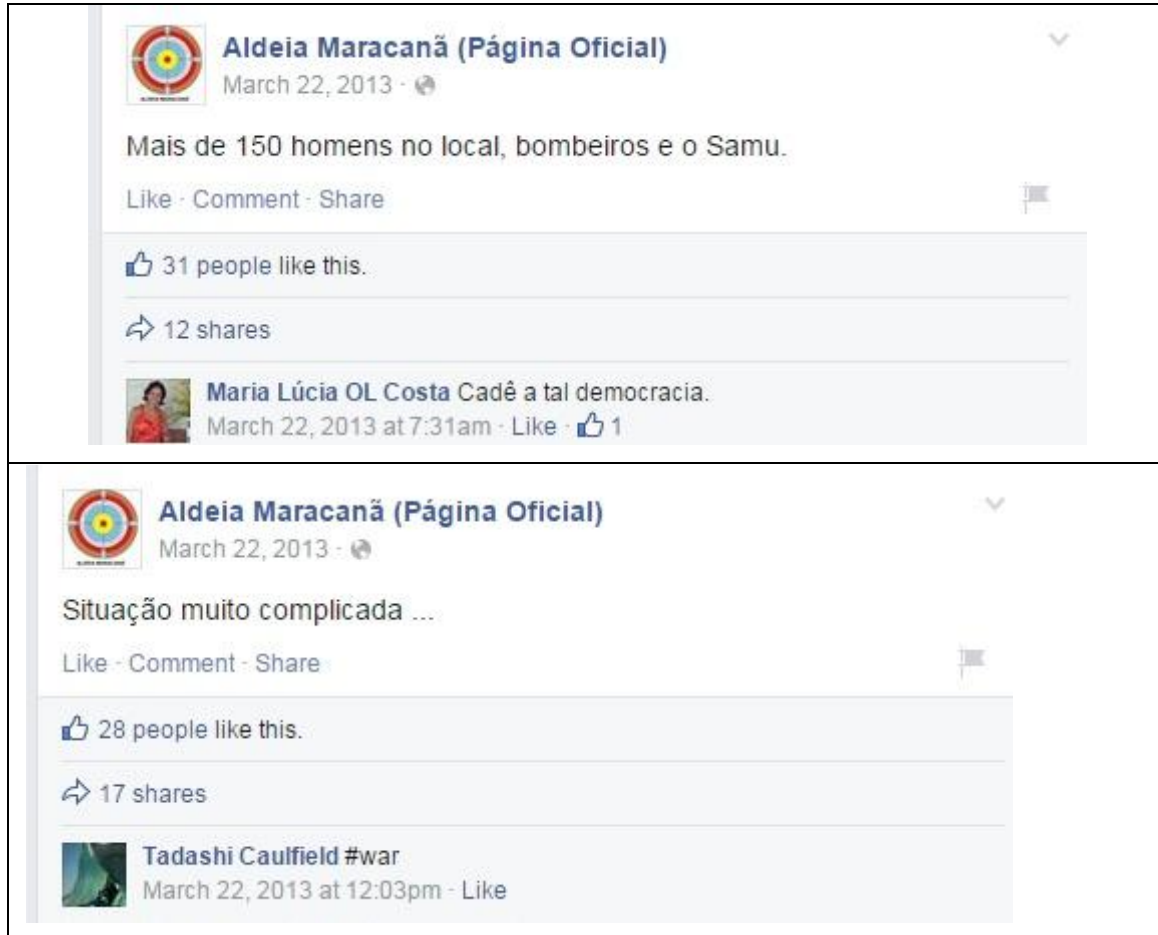 Aldeia Maracanã (Página Oficial)
March 22, 2013 ·
Mais de 150 homens no local, bombeiros e o Samu.
Like · Comment · Share
31 people like this.
12 shares
Maria Lúcia OL Costa Cadê a tal democracia.
March 22, 2013 at 7:31am · Like · 1
Aldeia Maracanã (Página Oficial)
March 22, 2013 ·
Situação muito complicada ...
Like · Comment · Share
28 people like this.
17 shares
Tadashi Caulfield #war
March 22, 2013 at 12:03pm · Like